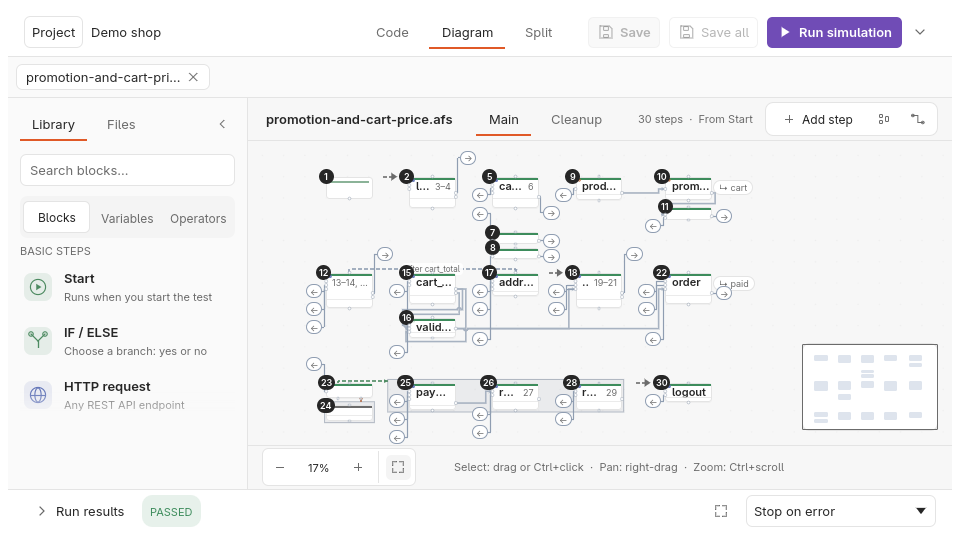 Project Demo shop Code Diagram Split Save Save all Run simulation
promotion-and-cart-pri...
Library Files
promotion-and-cart-price.afs Main Cleanup 30 steps · From Start Add step
Search blocks...
Blocks Variables Operators
BASIC STEPS
Start
Runs when you start the test
IF / ELSE
Choose a branch: yes or no
HTTP request
Any REST API endpoint
1
2 l... 3–4
5 ca... 6
9 prod...
10 prom... ↳ cart
11
7
8
12 13–14, ...
15 cart_...
cart_total
16 valid...
17 addr...
18 .. 19–21
22 order ↳ paid
23
24
25 pay...
26 r... 27
28 r... 29
30 logout
17%
Select: drag or Ctrl+click · Pan: right-drag · Zoom: Ctrl+scroll
Run results PASSED Stop on error